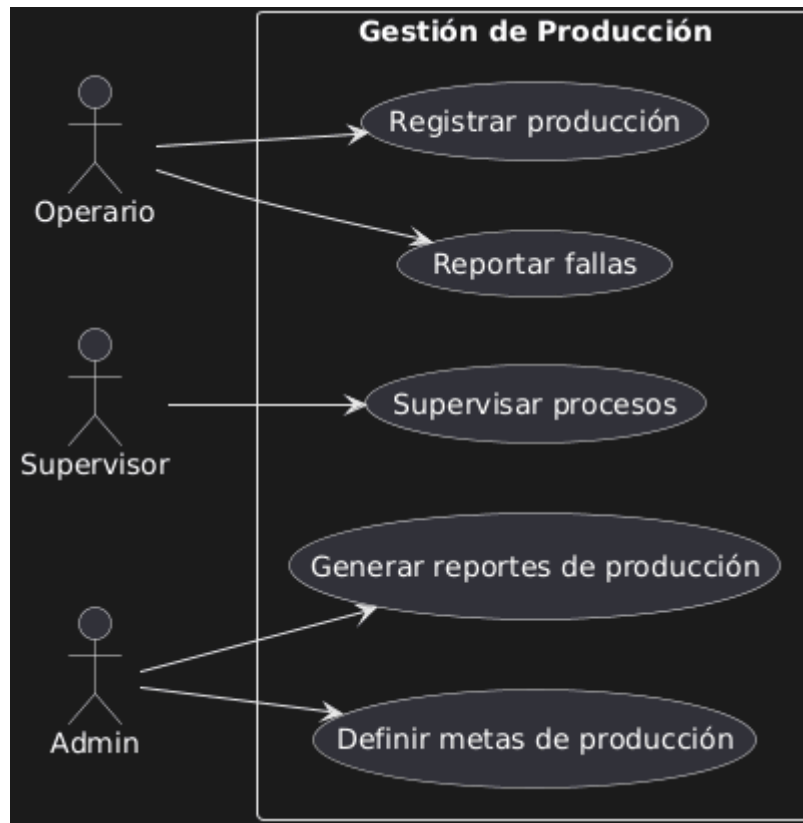 Gestión de Producción
Registrar producción
Operario
Reportar fallas
Supervisar procesos
Supervisor
Generar reportes de producción
Admin
Definir metas de producción